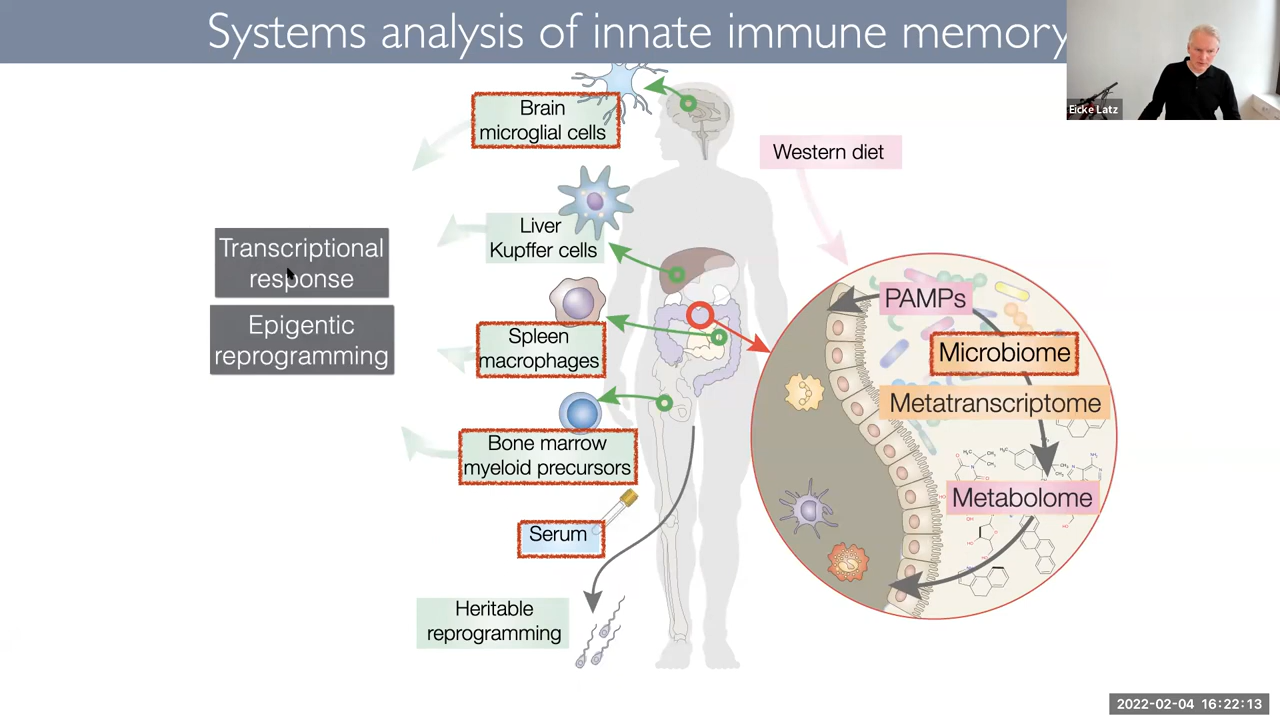 Systems analysis of innate immune memory
Eicke Latz
Brain
microglial cells
Western diet
Liver
Kupffer cells
Transcriptional
response
Epigentic
reprogramming
Spleen
macrophages
Bone marrow
myeloid precursors
Serum
Heritable
reprogramming
PAMPs
Microbiome
Metatranscriptome
Metabolome
2022-02-04 16:22:13